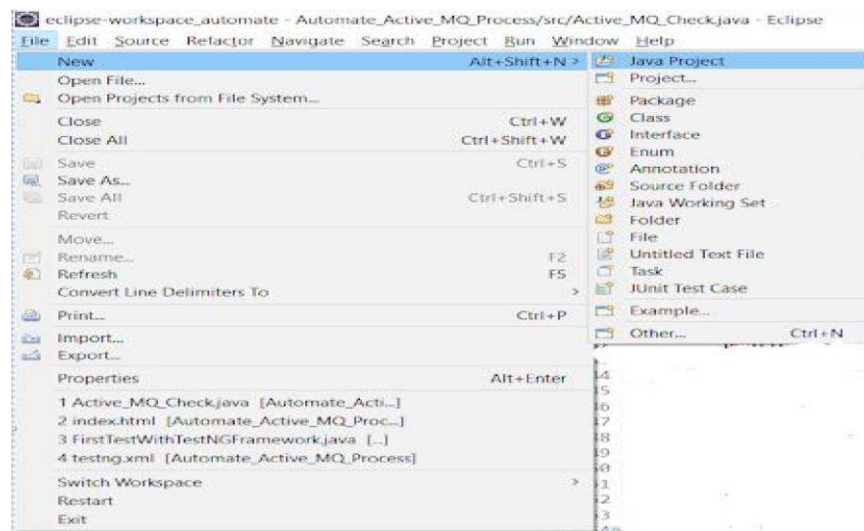 eclipse-workspace_automate - Automate_Active_MQ_Process/src/Active_MQ_Check.java - Eclipse
File Edit Source Refactor Navigate Search Project Run Window Help
New Alt+Shift+N >
Open File...
Open Projects from File System...
Close Ctrl+W
Close All Ctrl+Shift+W
Save Ctrl+S
Save As...
Save All Ctrl+Shift+S
Revert
Move...
Rename... F2
Refresh F5
Convert Line Delimiters To >
Print... Ctrl+P
Import...
Export...
Properties Alt+Enter
1 Active_MQ_Check.java [Automate_Acti...]
2 index.html [Automate_Active_MQ_Proc...]
3 FirstTestWithTestNGFramework.java [...]
4 testng.xml [Automate_Active_MQ_Process]
Switch Workspace >
Restart
Exit
Java Project
Project...
Package
Class
Interface
Enum
Annotation
Source Folder
Java Working Set
Folder
File
Untitled Text File
Task
JUnit Test Case
Example...
Other... Ctrl+N